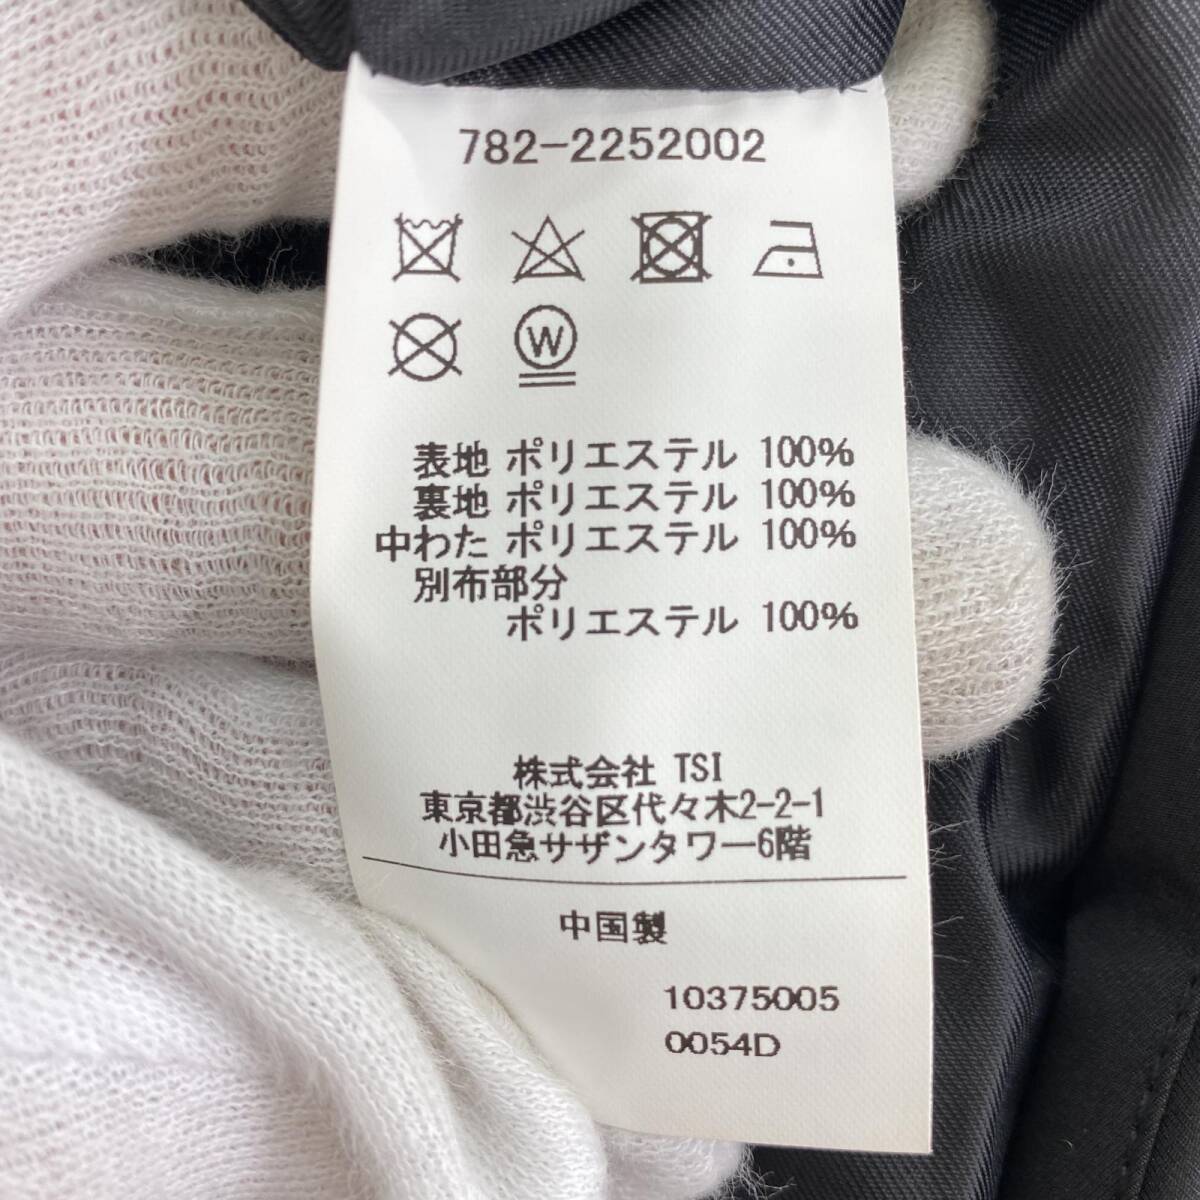 782-2252002
W
表地 ポリエステル 100%
裏地 ポリエステル 100%
中わた ポリエステル 100%
別布部分
ポリエステル 100%
株式会社 TSI
東京都渋谷区代々木2-2-1
小田急サザンタワー6階
中国製
10375005
0054D